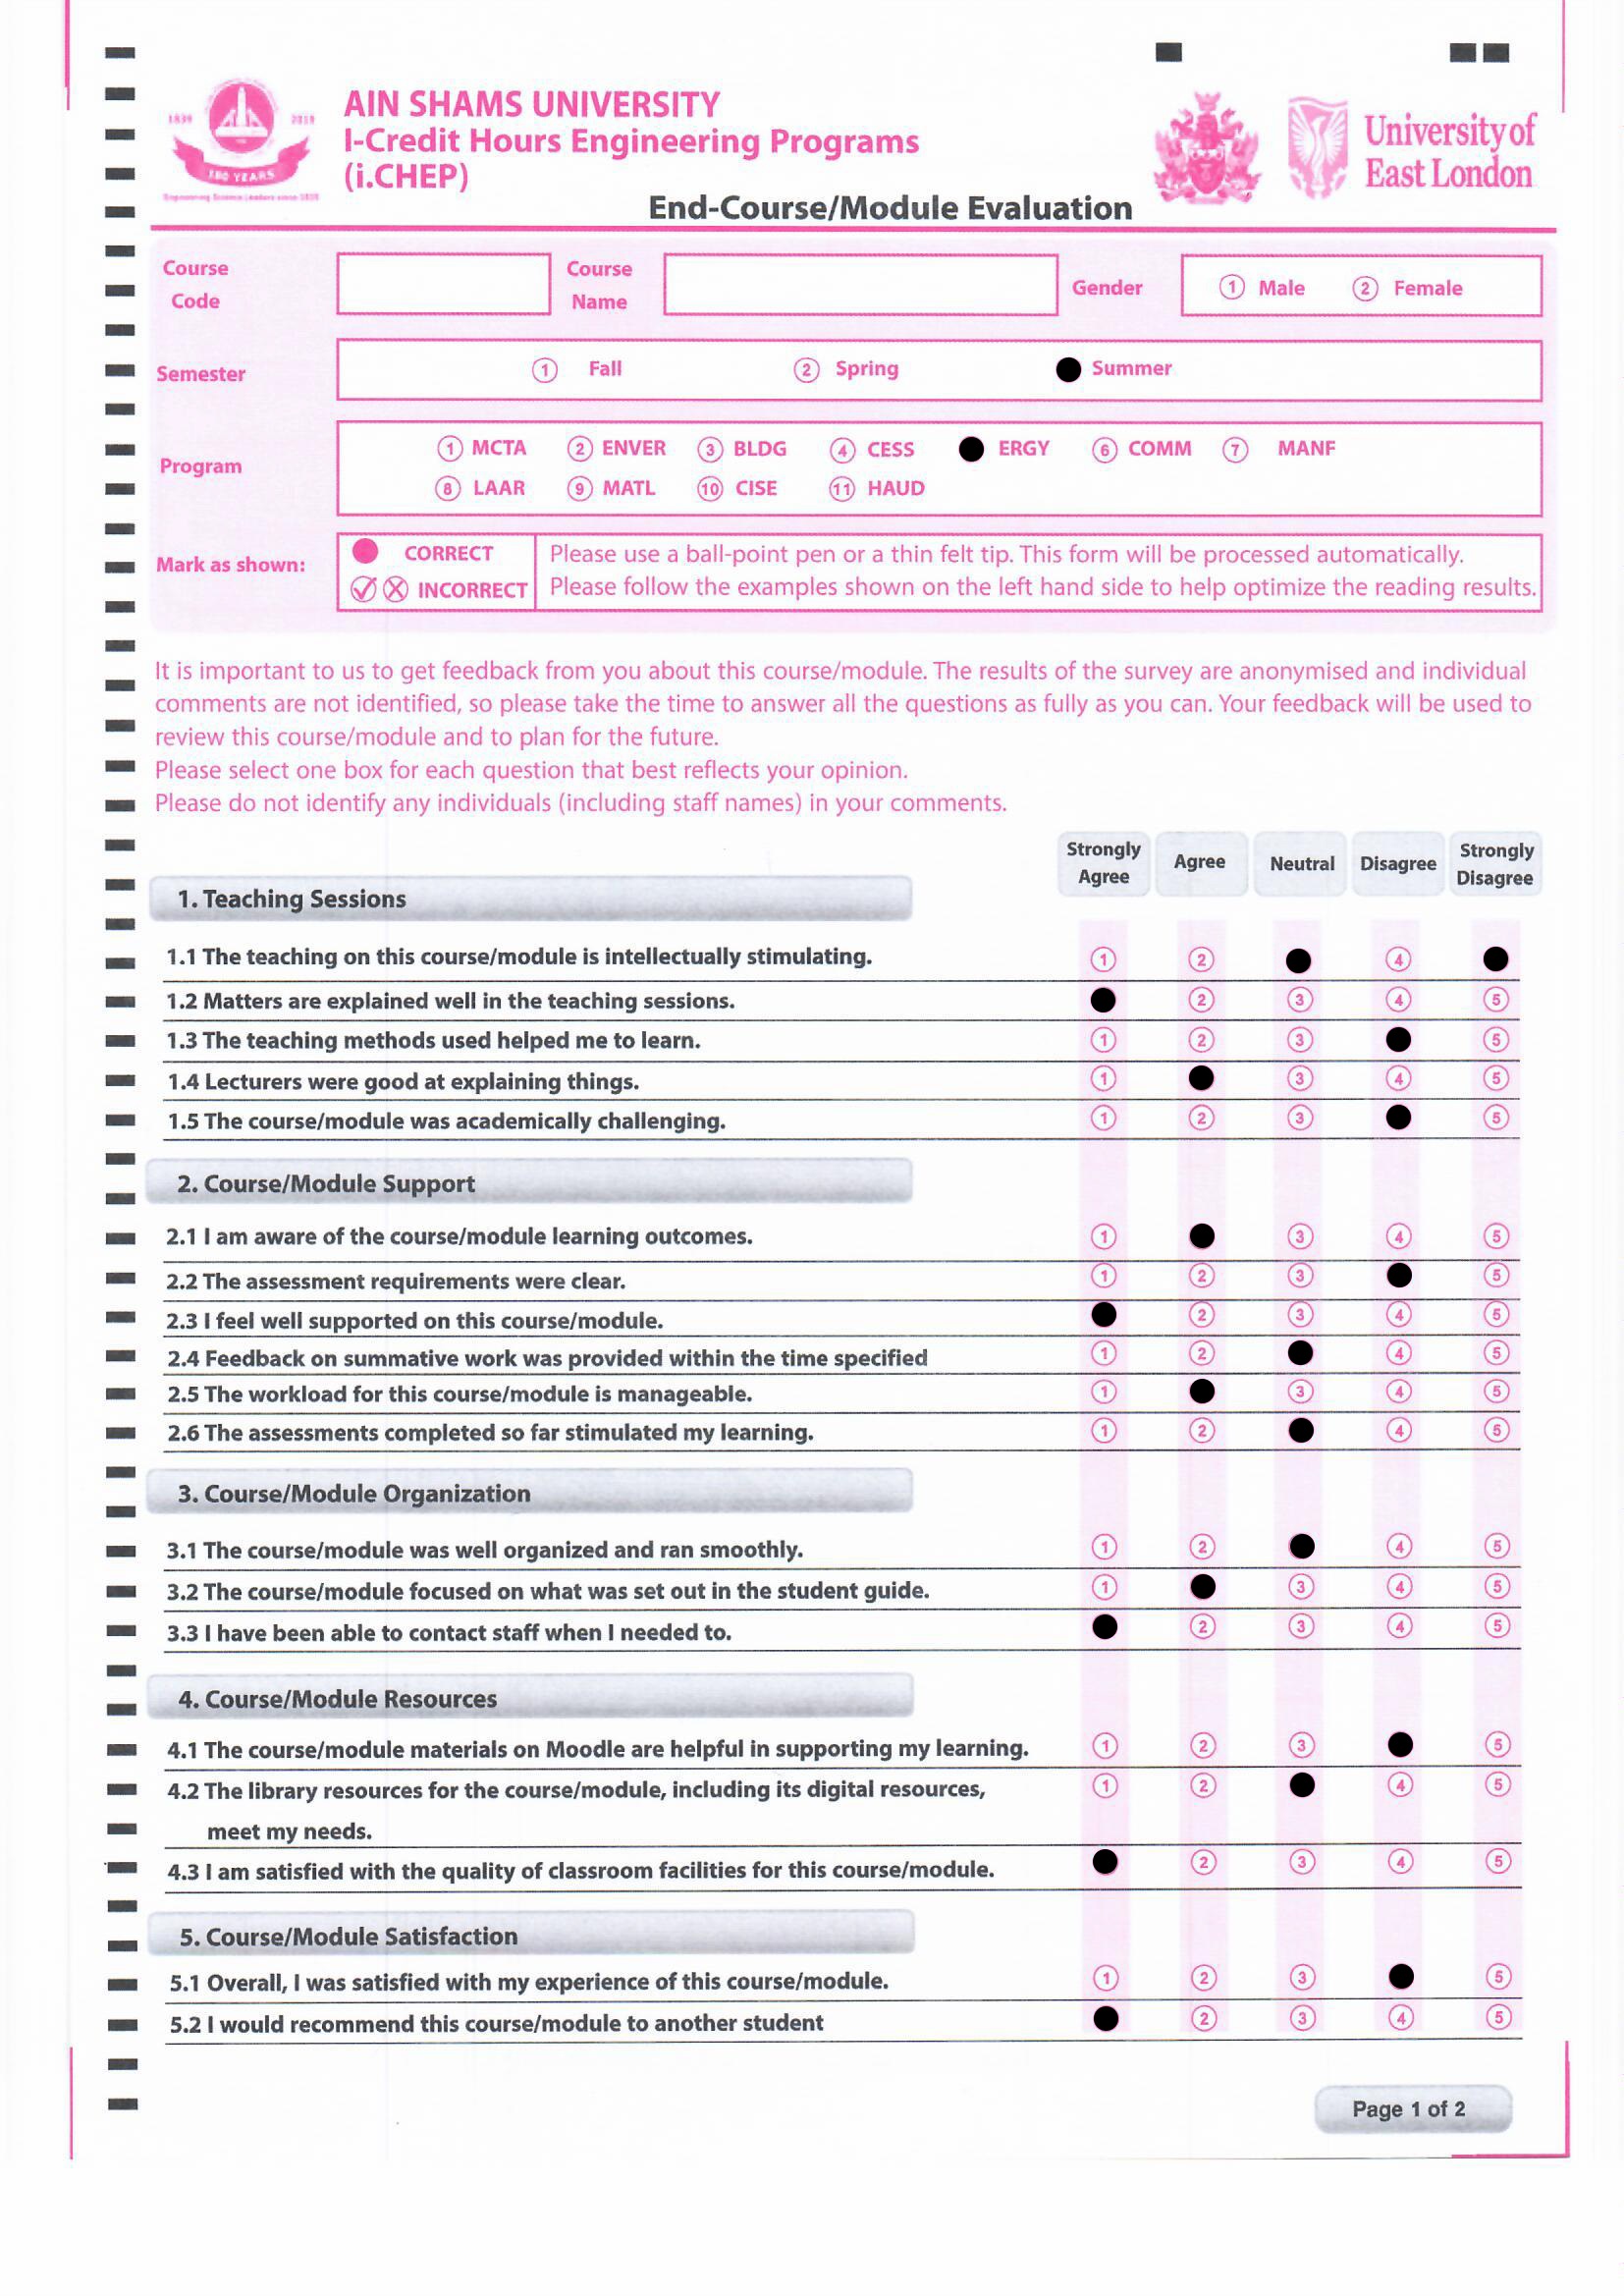 1839 2019
180 YEARS
AIN SHAMS UNIVERSITY
I-Credit Hours Engineering Programs
(i.CHEP)
University of
East London
End-Course/Module Evaluation
Course
Code
Course
Name
Gender
1 Male 2 Female
Semester
1 Fall 2 Spring Summer
Program
1 MCTA 2 ENVER 3 BLDG 4 CESS ERGY 6 COMM 7 MANF
8 LAAR 9 MATL 10 CISE 11 HAUD
Mark as shown:
CORRECT
INCORRECT
Please use a ball-point pen or a thin felt tip. This form will be processed automatically.
Please follow the examples shown on the left hand side to help optimize the reading results.
It is important to us to get feedback from you about this course/module. The results of the survey are anonymised and individual
comments are not identified, so please take the time to answer all the questions as fully as you can. Your feedback will be used to
review this course/module and to plan for the future.
Please select one box for each question that best reflects your opinion.
Please do not identify any individuals (including staff names) in your comments.
Strongly Agree Agree Neutral Disagree Strongly Disagree
1. Teaching Sessions
1.1 The teaching on this course/module is intellectually stimulating. 1 2 4
1.2 Matters are explained well in the teaching sessions. 2 3 4 5
1.3 The teaching methods used helped me to learn. 1 2 3 5
1.4 Lecturers were good at explaining things. 1 3 4 5
1.5 The course/module was academically challenging. 1 2 3 5
2. Course/Module Support
2.1 I am aware of the course/module learning outcomes. 1 3 4 5
2.2 The assessment requirements were clear. 1 2 3 5
2.3 I feel well supported on this course/module. 2 3 4 5
2.4 Feedback on summative work was provided within the time specified 1 2 4 5
2.5 The workload for this course/module is manageable. 1 3 4 5
2.6 The assessments completed so far stimulated my learning. 1 2 4 5
3. Course/Module Organization
3.1 The course/module was well organized and ran smoothly. 1 2 4 5
3.2 The course/module focused on what was set out in the student guide. 1 3 4 5
3.3 I have been able to contact staff when I needed to. 2 3 4 5
4. Course/Module Resources
4.1 The course/module materials on Moodle are helpful in supporting my learning. 1 2 3 5
4.2 The library resources for the course/module, including its digital resources, 1 2 4 5
meet my needs.
4.3 I am satisfied with the quality of classroom facilities for this course/module. 2 3 4 5
5. Course/Module Satisfaction
5.1 Overall, I was satisfied with my experience of this course/module. 1 2 3 5
5.2 I would recommend this course/module to another student 2 3 4 5
Page 1 of 2